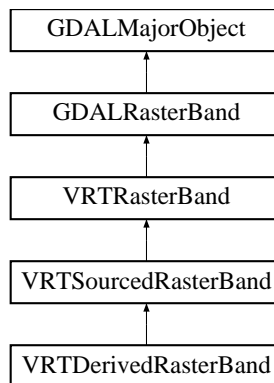 GDALMajorObject
GDALRasterBand
VRTRasterBand
VRTSourcedRasterBand
VRTDerivedRasterBand